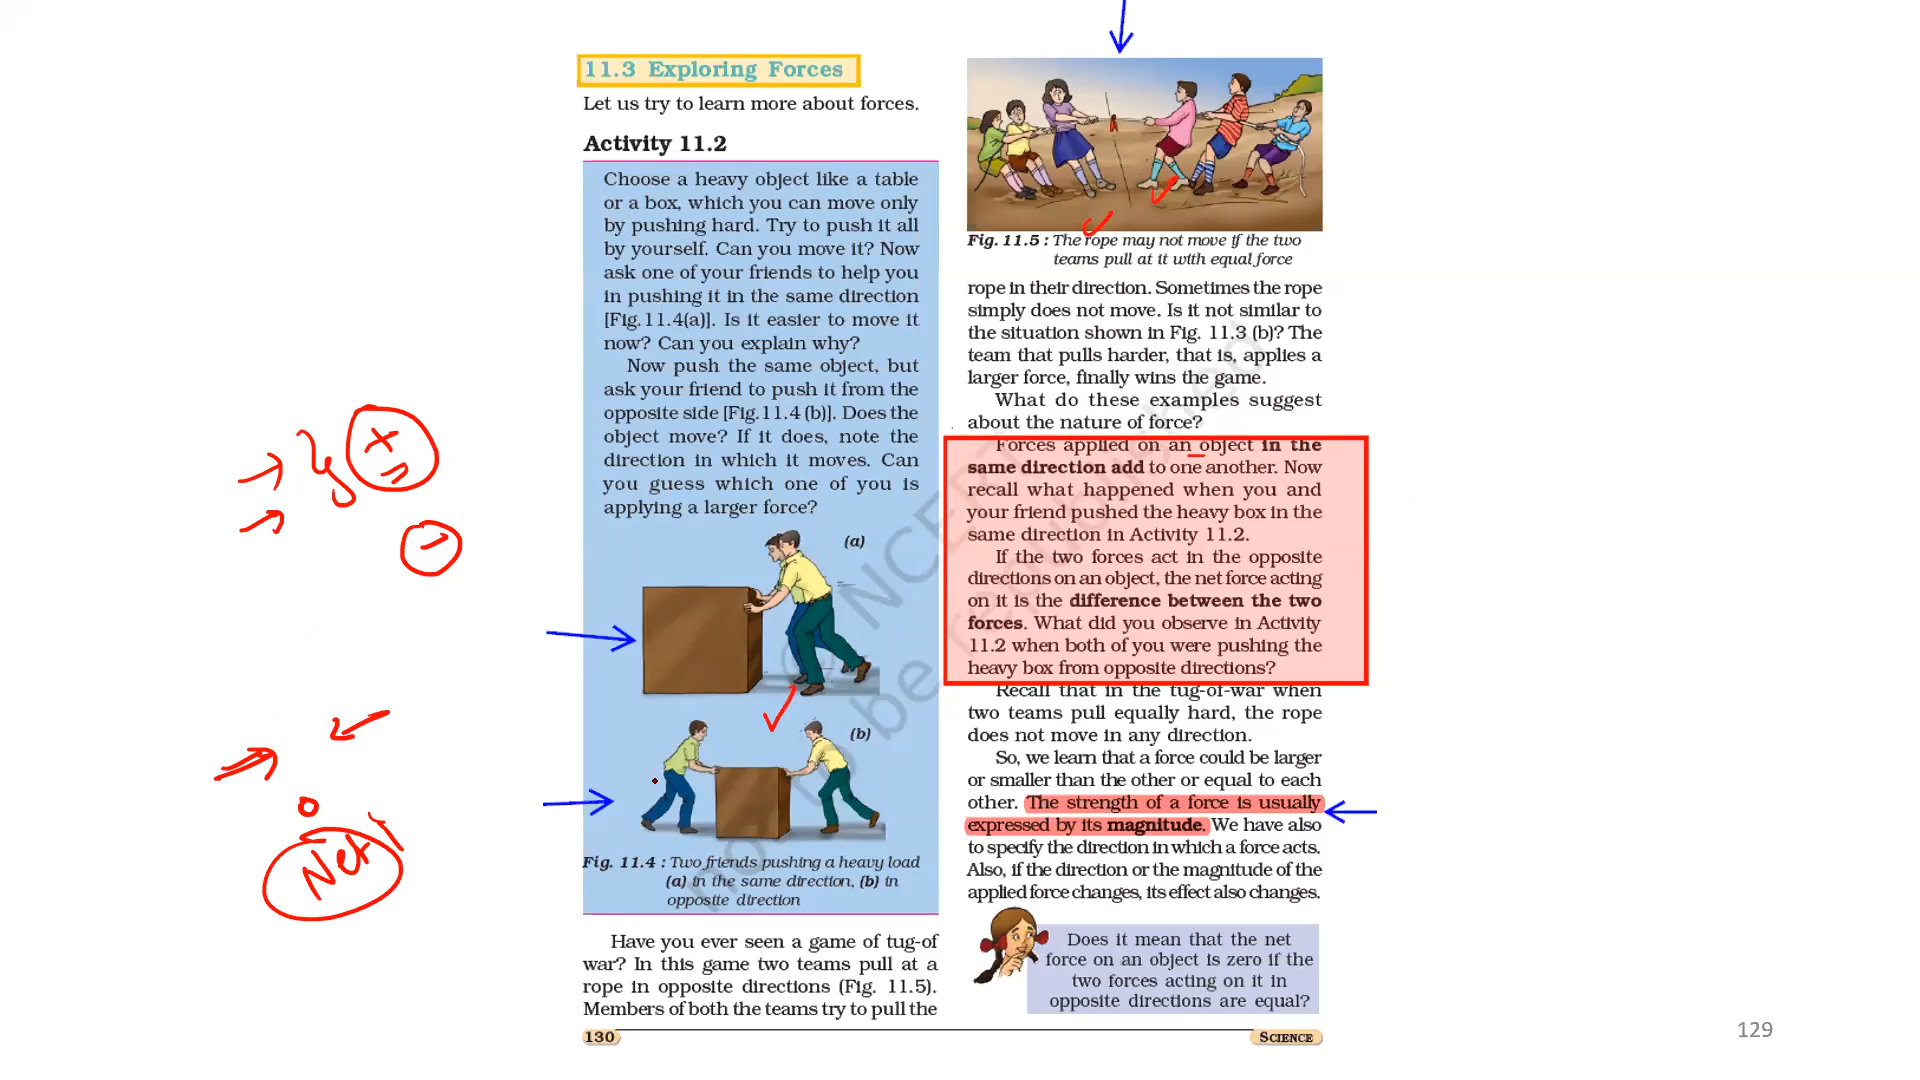 11.3 Exploring Forces
Let us try to learn more about forces.
Activity 11.2
Choose a heavy object like a table
or a box, which you can move only
by pushing hard. Try to push it all
by yourself. Can you move it? Now
ask one of your friends to help you
in pushing it in the same direction
[Fig.11.4(a)]. Is it easier to move it
now? Can you explain why?
Now push the same object, but
ask your friend to push it from the
opposite side [Fig.11.4 (b)]. Does the
object move? If it does, note the
direction in which it moves. Can
you guess which one of you is
applying a larger force?
(a)
(b)
Fig. 11.4 : Two friends pushing a heavy load
(a) in the same direction, (b) in
opposite direction
Have you ever seen a game of tug-of
war? In this game two teams pull at a
rope in opposite directions (Fig. 11.5).
Members of both the teams try to pull the
Fig. 11.5 : The rope may not move if the two
teams pull at it with equal force
rope in their direction. Sometimes the rope
simply does not move. Is it not similar to
the situation shown in Fig. 11.3 (b)? The
team that pulls harder, that is, applies a
larger force, finally wins the game.
What do these examples suggest
about the nature of force?
Forces applied on an object in the
same direction add to one another. Now
recall what happened when you and
your friend pushed the heavy box in the
same direction in Activity 11.2.
If the two forces act in the opposite
directions on an object, the net force acting
on it is the difference between the two
forces. What did you observe in Activity
11.2 when both of you were pushing the
heavy box from opposite directions?
Recall that in the tug-of-war when
two teams pull equally hard, the rope
does not move in any direction.
So, we learn that a force could be larger
or smaller than the other or equal to each
other. The strength of a force is usually
expressed by its magnitude. We have also
to specify the direction in which a force acts.
Also, if the direction or the magnitude of the
applied force changes, its effect also changes.
Does it mean that the net
force on an object is zero if the
two forces acting on it in
opposite directions are equal?
130
SCIENCE
129
+
=
-
0
Net
© NCERT
not to be republished